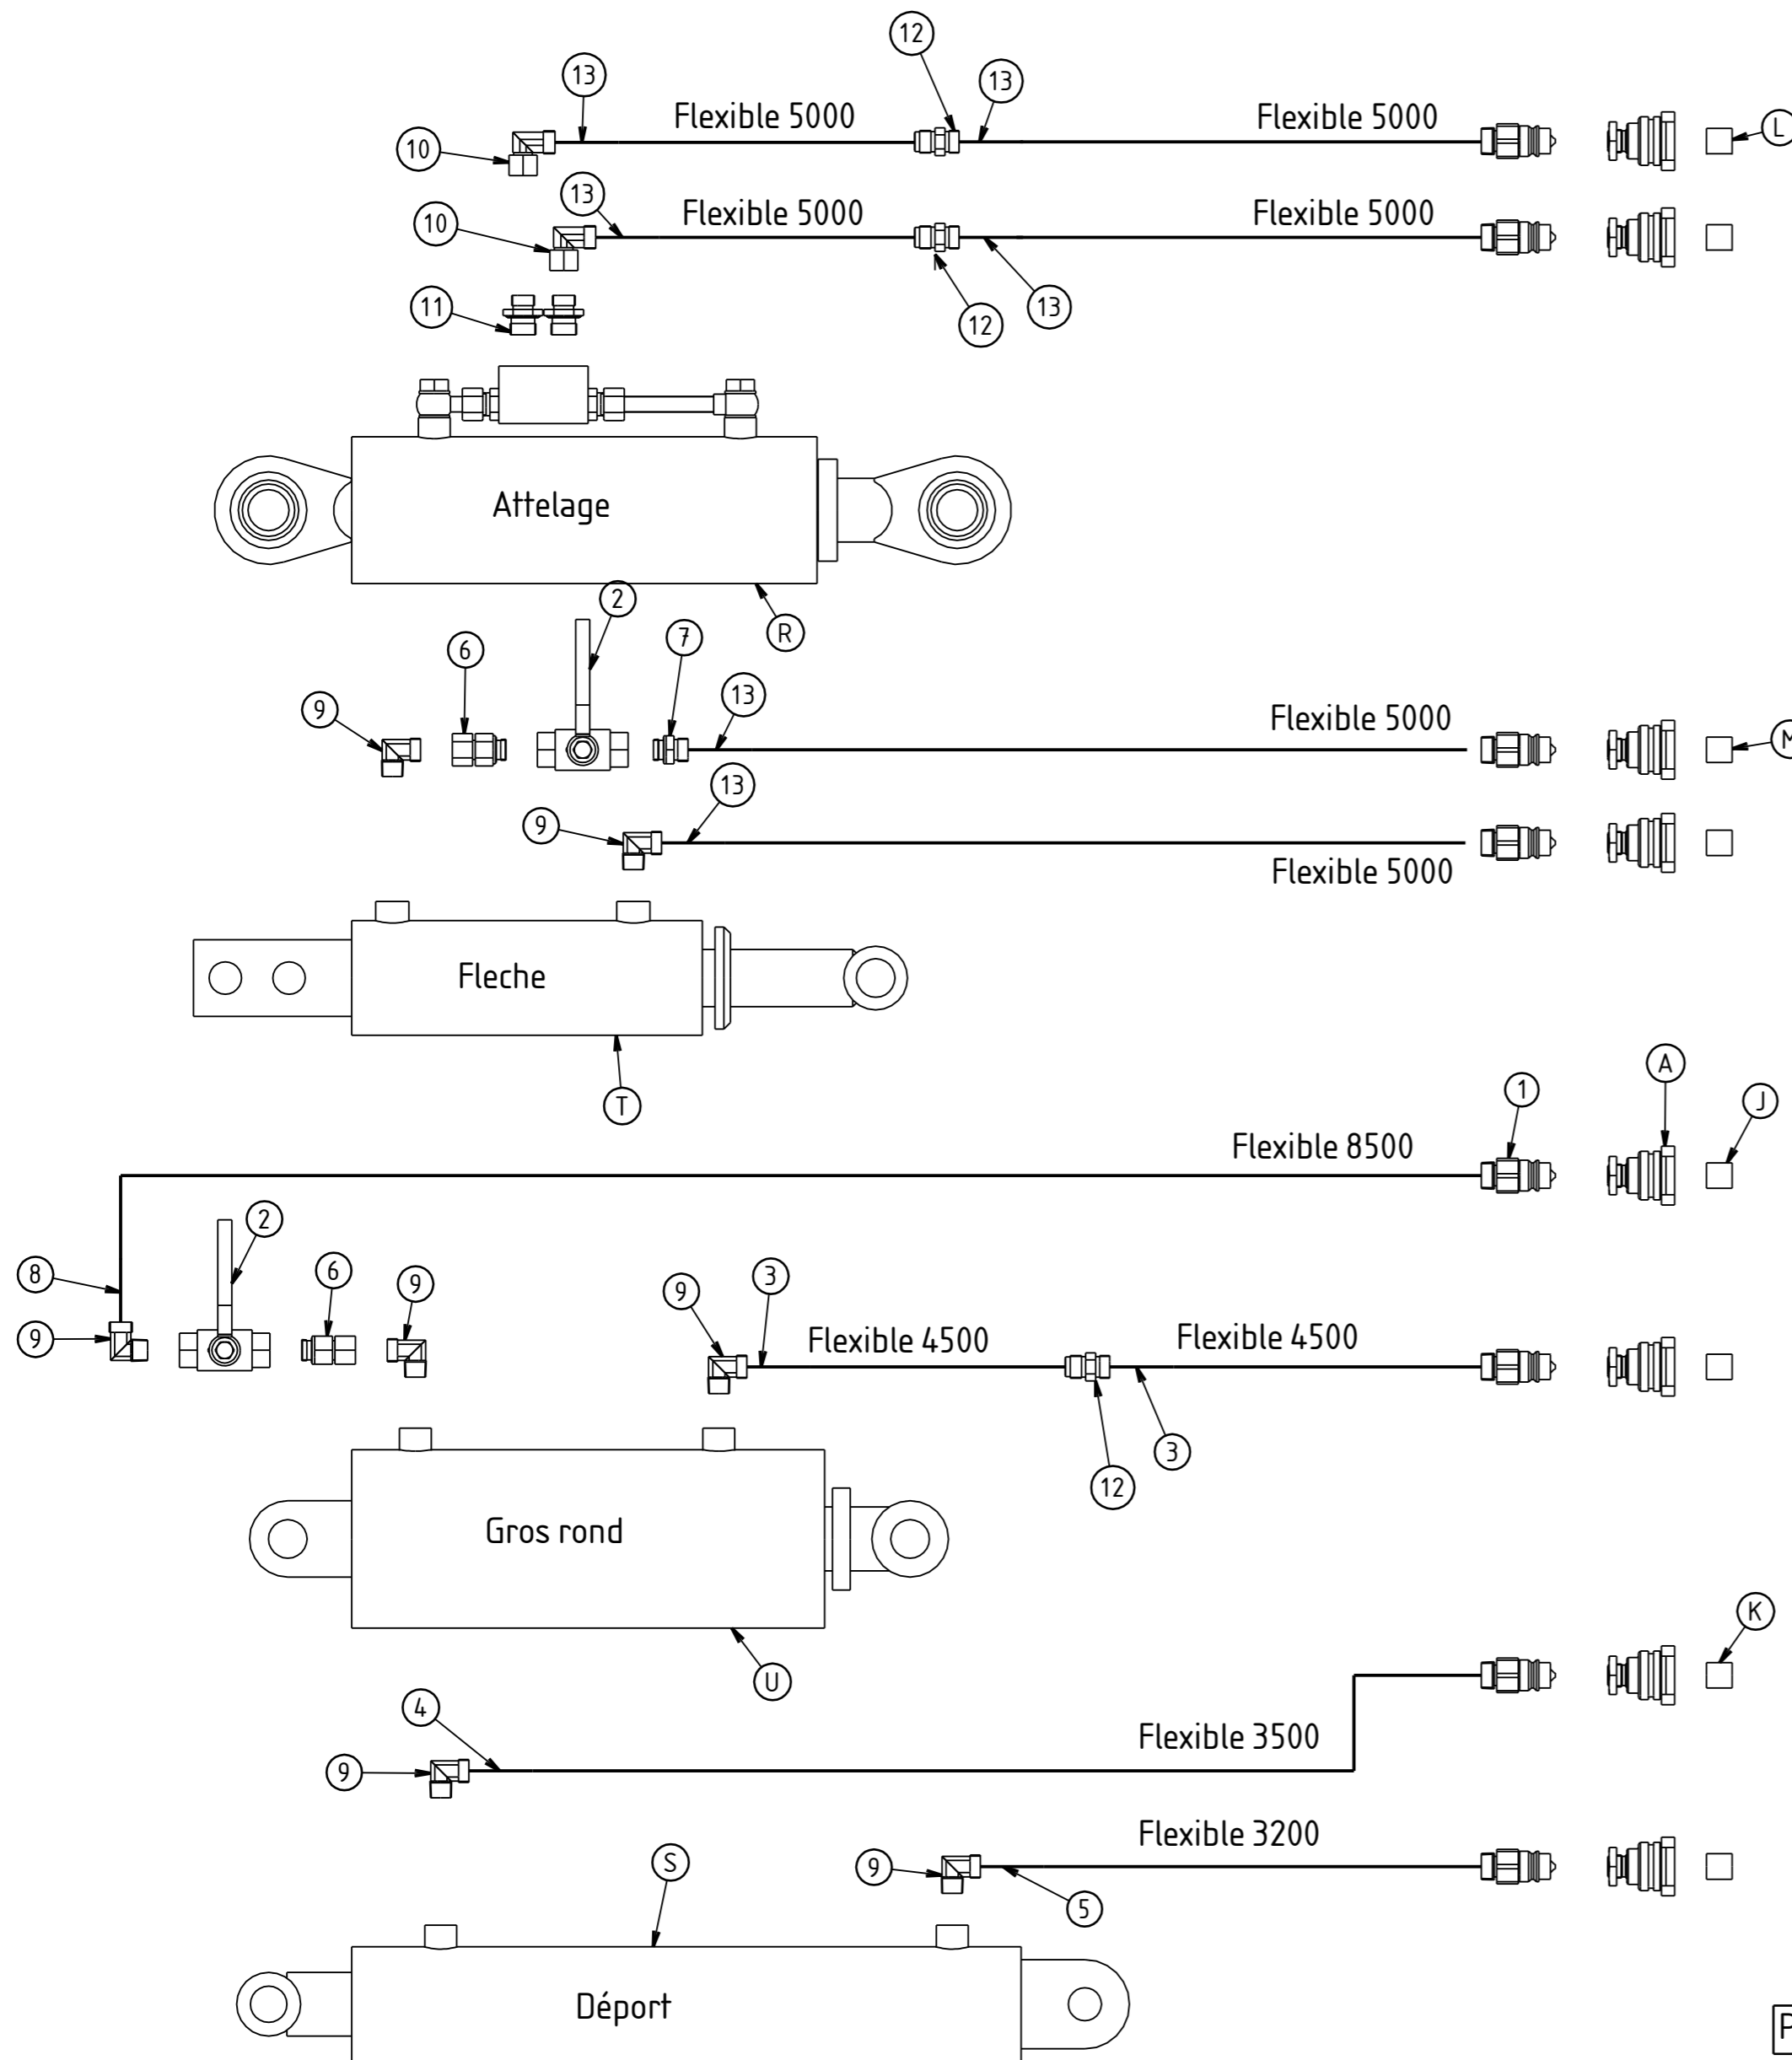 12
13
13
Flexible 5000
Flexible 5000
L
10
13
Flexible 5000
Flexible 5000
10
11
12
13
Attelage
2
R
7
6
13
9
Flexible 5000
M
13
9
Flexible 5000
Fleche
T
A
1
J
Flexible 8500
2
8
6
9
9
3
9
Flexible 4500
Flexible 4500
9
3
12
Gros rond
K
U
4
Flexible 3500
9
Flexible 3200
S
9
5
Déport
P